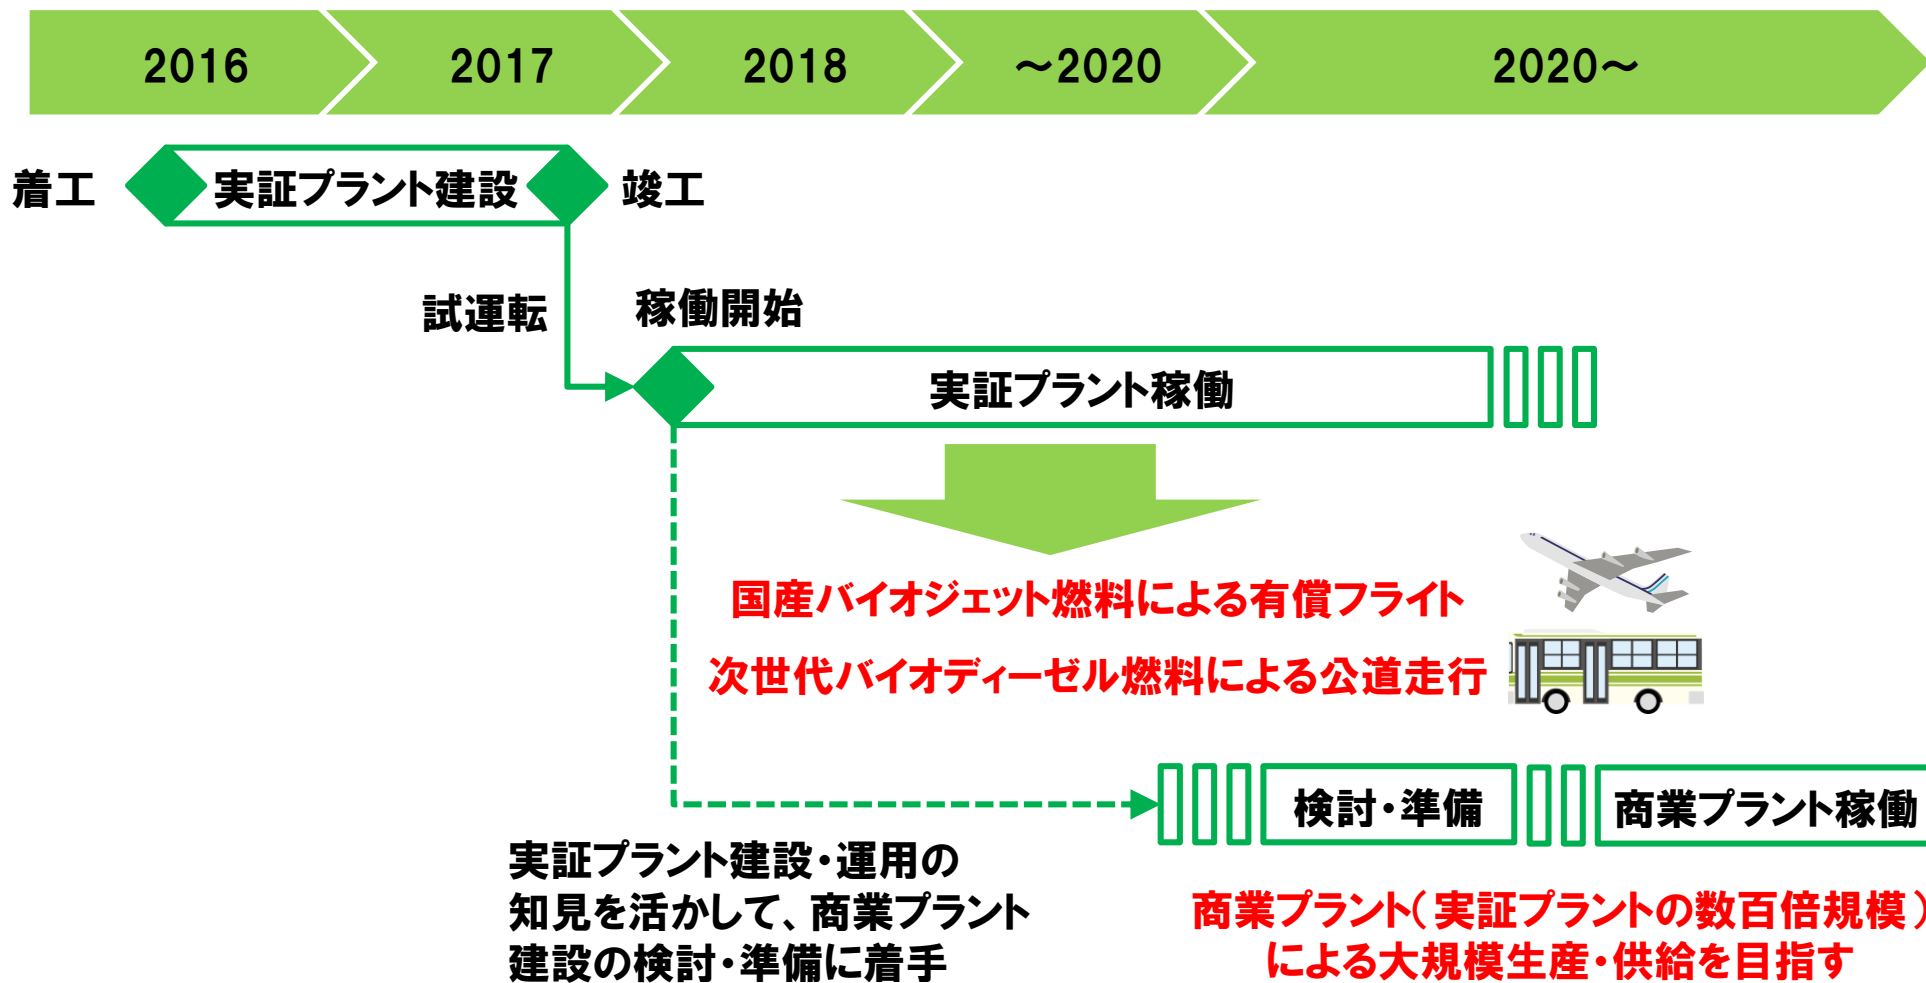 2016
2017
2018
～2020
2020～
着工
実証プラント建設
竣工
試運転
稼働開始
実証プラント稼働
国産バイオジェット燃料による有償フライト
次世代バイオディーゼル燃料による公道走行
検討・準備
商業プラント稼働
実証プラント建設・運用の
知見を活かして、商業プラント
建設の検討・準備に着手
商業プラント（実証プラントの数百倍規模）
による大規模生産・供給を目指す